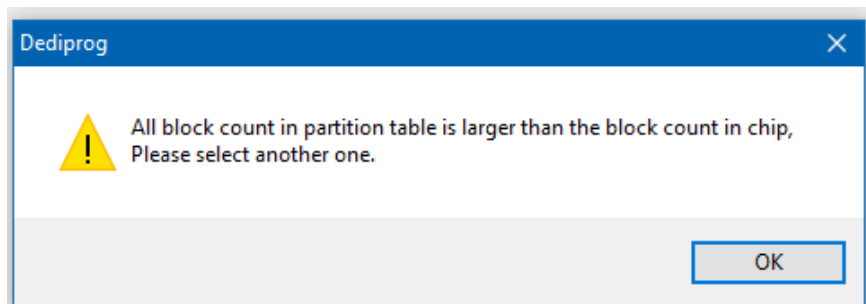 Dediprog
All block count in partition table is larger than the block count in chip,
Please select another one.
OK